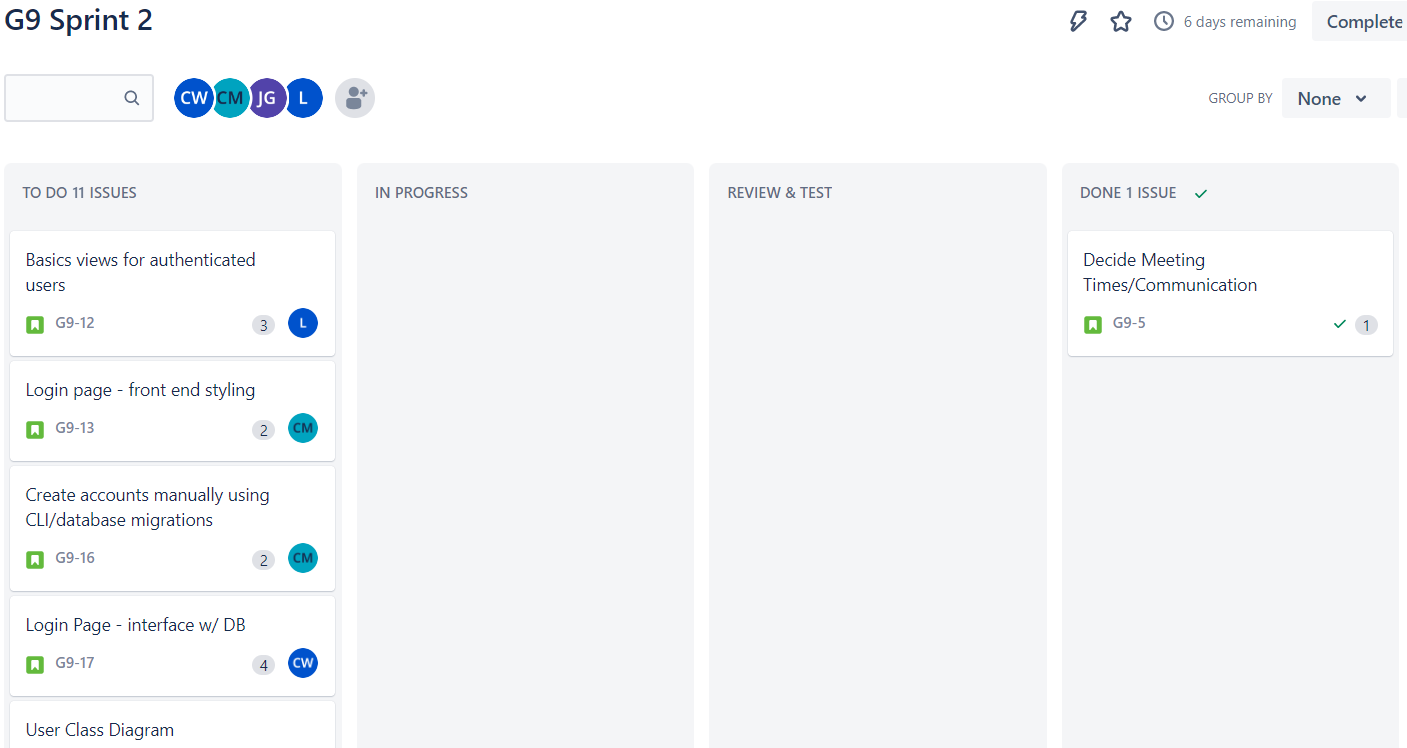 G9 Sprint 2
6 days remaining
Complete
CW CM JG L
GROUP BY
None
TO DO 11 ISSUES
Basics views for authenticated
users
G9-12
3
L
Login page - front end styling
G9-13
2
CM
Create accounts manually using
CLI/database migrations
G9-16
2
CM
Login Page - interface w/ DB
G9-17
4
CW
User Class Diagram
IN PROGRESS
REVIEW & TEST
DONE 1 ISSUE
Decide Meeting
Times/Communication
G9-5
1